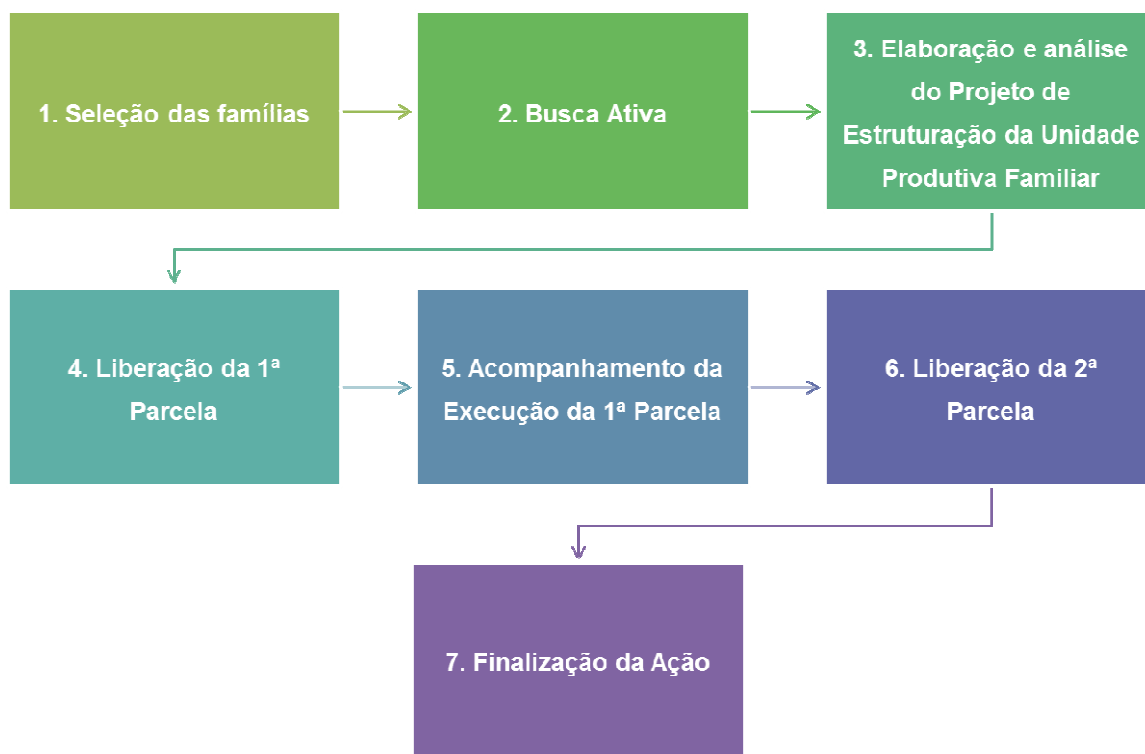 1. Seleção das famílias
2. Busca Ativa
3. Elaboração e análise
do Projeto de
Estruturação da Unidade
Produtiva Familiar
4. Liberação da 1ª
Parcela
5. Acompanhamento da
Execução da 1ª Parcela
6. Liberação da 2ª
Parcela
7. Finalização da Ação